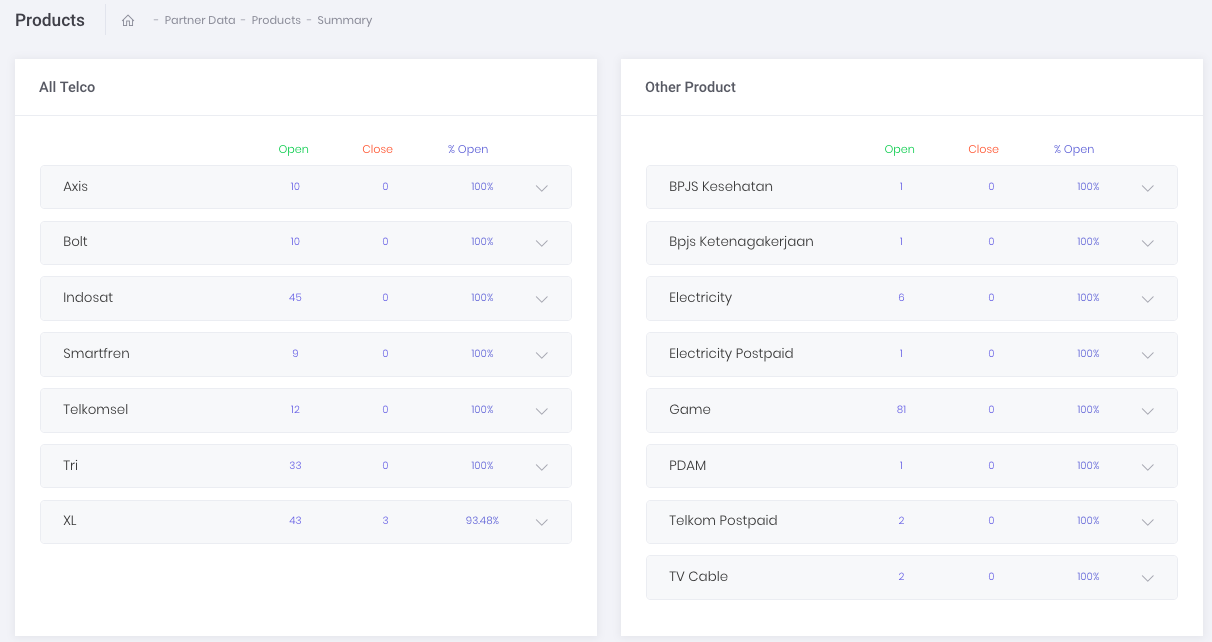 Products - Partner Data - Products - Summary
All Telco
Open Close % Open
Axis 10 0 100%
Bolt 10 0 100%
Indosat 45 0 100%
Smartfren 9 0 100%
Telkomsel 12 0 100%
Tri 33 0 100%
XL 43 3 93.48%
Other Product
Open Close % Open
BPJS Kesehatan 1 0 100%
Bpjs Ketenagakerjaan 1 0 100%
Electricity 6 0 100%
Electricity Postpaid 1 0 100%
Game 81 0 100%
PDAM 1 0 100%
Telkom Postpaid 2 0 100%
TV Cable 2 0 100%